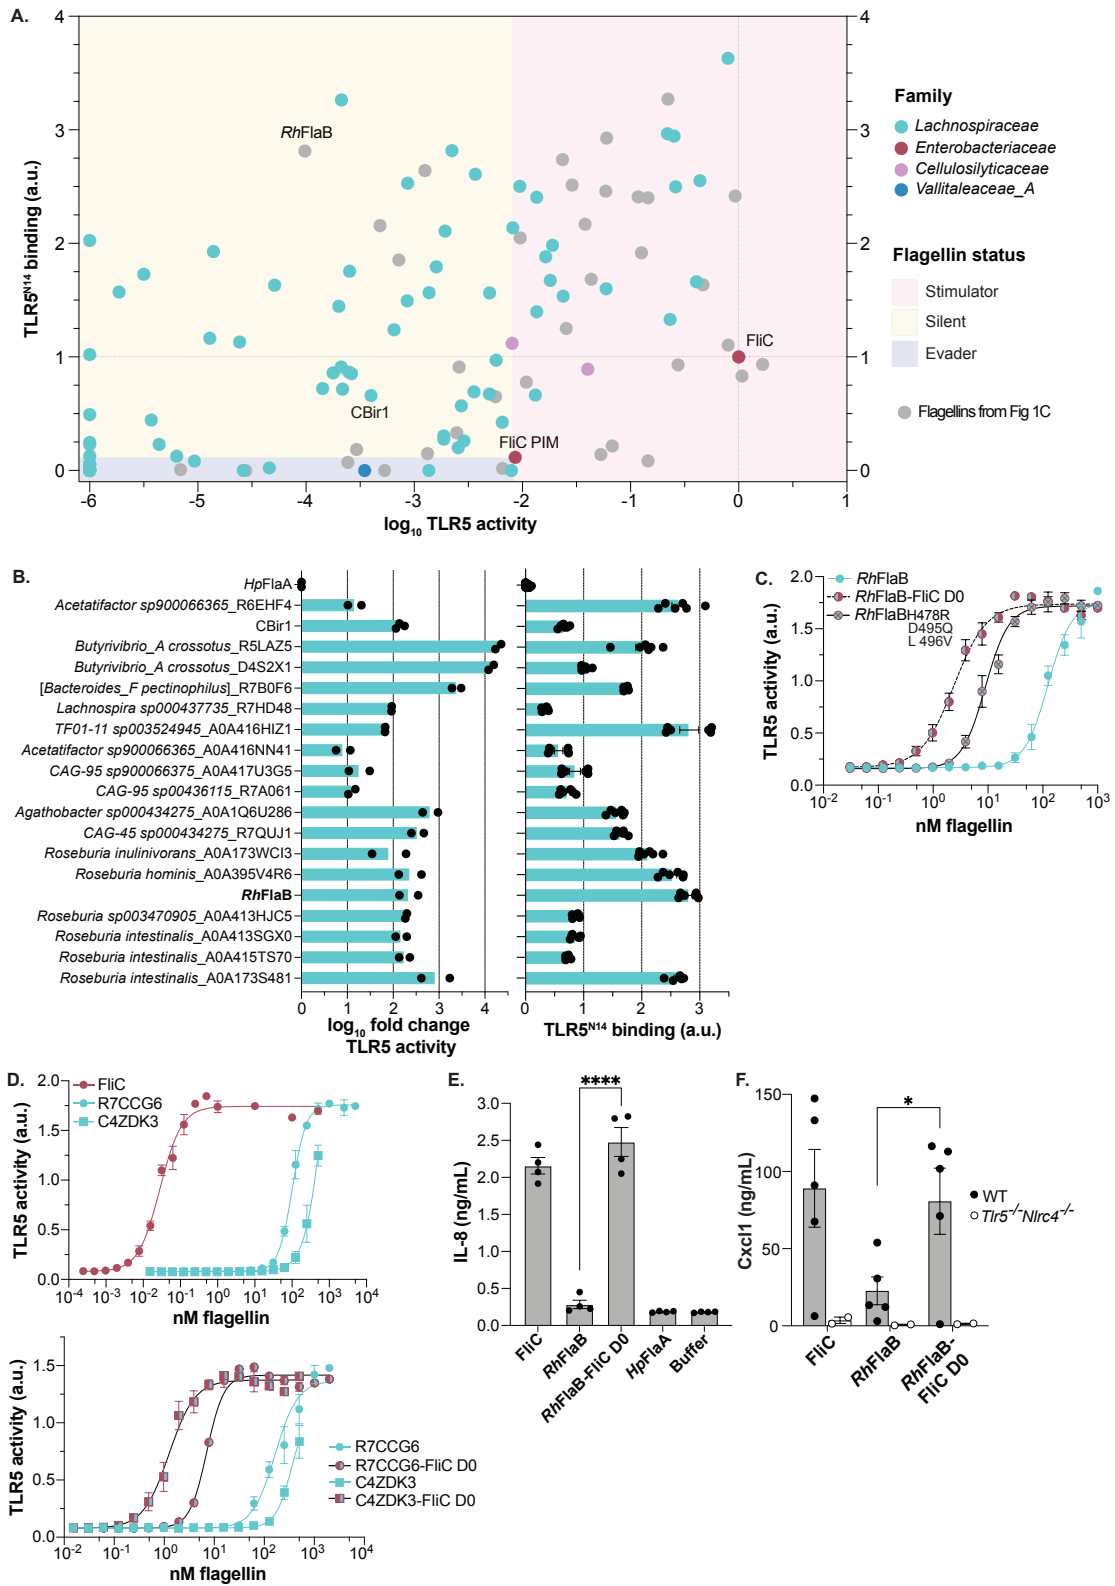 A.
4
3
2
1
0
TLR5ᴺ¹⁴ binding (a.u.)
4
3
2
1
0
-6 -5 -4 -3 -2 -1 0 1
log₁₀ TLR5 activity
RhFlaB
CBir1
FliC PIM
FliC
Family
Lachnospiraceae
Enterobacteriaceae
Cellulosilyticaceae
Vallitaleaceae_A
Flagellin status
Stimulator
Silent
Evader
Flagellins from Fig 1C
B.
HpFlaA
Acetatifactor sp900066365_R6EHF4
CBir1
Butyrivibrio_A crossotus_R5LAZ5
Butyrivibrio_A crossotus_D4S2X1
[Bacteroides_F pectinophilus]_R7B0F6
Lachnospira sp000437735_R7HD48
TF01-11 sp003524945_A0A416HIZ1
Acetatifactor sp900066365_A0A416NN41
CAG-95 sp900066375_A0A417U3G5
CAG-95 sp00436115_R7A061
Agathobacter sp000434275_A0A1Q6U286
CAG-45 sp000434275_R7QUJ1
Roseburia inulinivorans_A0A173WCI3
Roseburia hominis_A0A395V4R6
RhFlaB
Roseburia sp003470905_A0A413HJC5
Roseburia intestinalis_A0A413SGX0
Roseburia intestinalis_A0A415TS70
Roseburia intestinalis_A0A173S481
0 1 2 3 4
log₁₀ fold change
TLR5 activity
0 1 2 3
TLR5ᴺ¹⁴ binding (a.u.)
C.
2.0
1.5
1.0
0.5
0.0
TLR5 activity (a.u.)
RhFlaB
RhFlaB-FliC D0
RhFlaBH478R
D495Q
L 496V
10⁻² 10⁻¹ 10⁰ 10¹ 10² 10³
nM flagellin
D.
2.0
1.5
1.0
0.5
0.0
TLR5 activity (a.u.)
FliC
R7CCG6
C4ZDK3
10⁻⁴ 10⁻³ 10⁻² 10⁻¹ 10⁰ 10¹ 10² 10³ 10⁴
nM flagellin
1.5
1.0
0.5
0.0
TLR5 activity (a.u.)
R7CCG6
R7CCG6-FliC D0
C4ZDK3
C4ZDK3-FliC D0
10⁻² 10⁻¹ 10⁰ 10¹ 10² 10³ 10⁴
nM flagellin
E.
3.0
2.5
2.0
1.5
1.0
0.5
0.0
IL-8 (ng/mL)
****
FliC
RhFlaB
RhFlaB-FliC D0
HpFlaA
Buffer
F.
150
100
50
0
Cxcl1 (ng/mL)
*
WT
Tlr5⁻/⁻Nlrc4⁻/⁻
FliC
RhFlaB
RhFlaB-
FliC D0